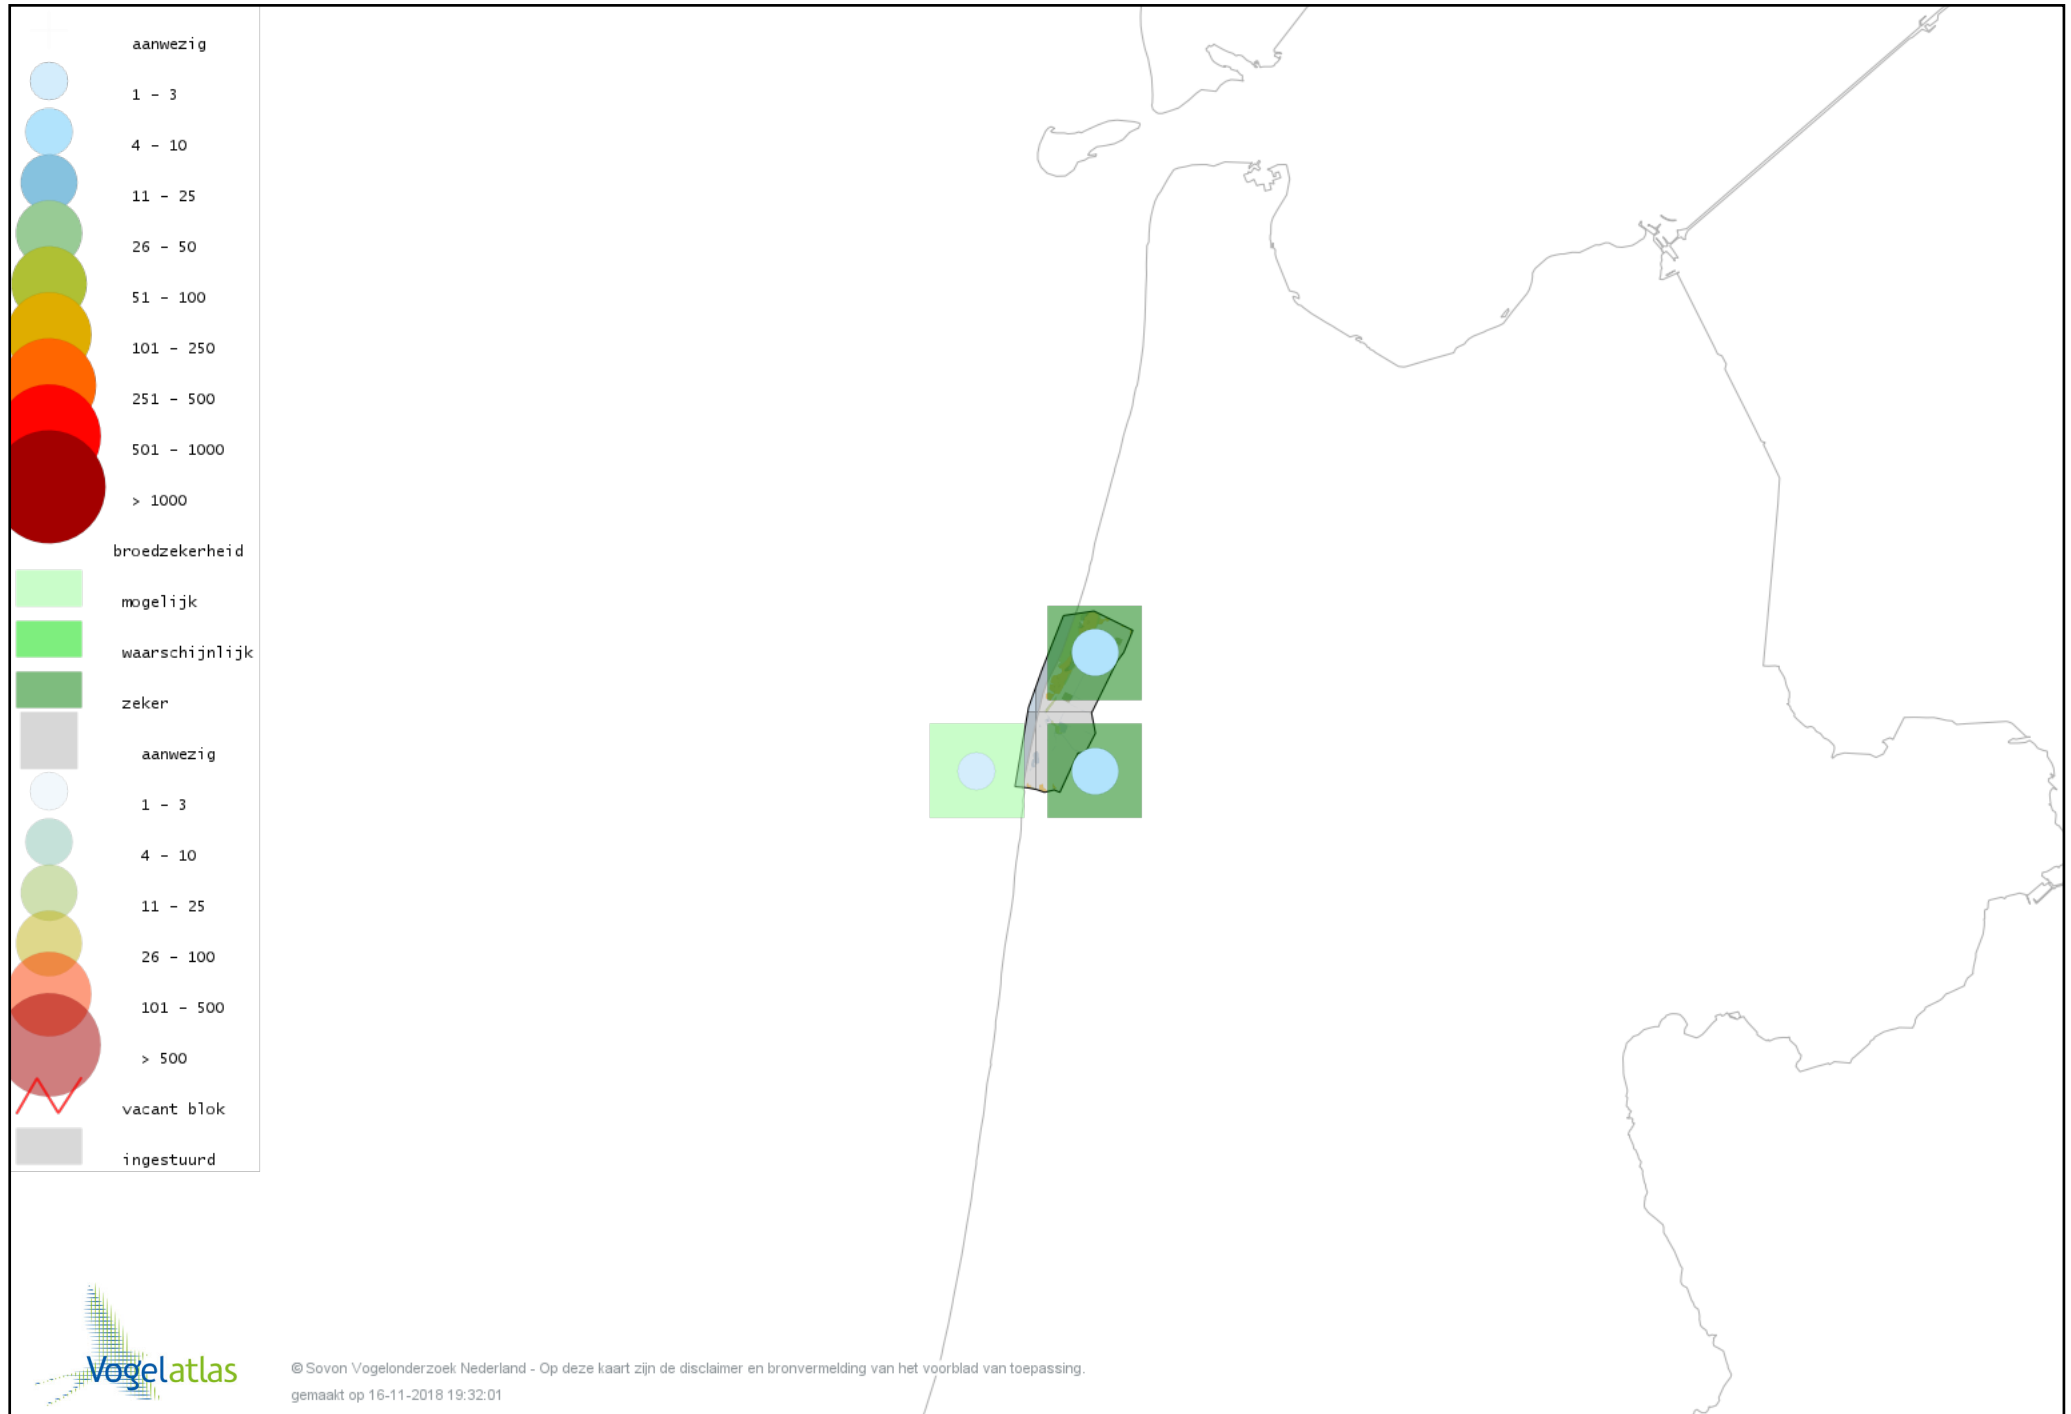 aanwezig
1 - 3
4 - 10
11 - 25
26 - 50
51 - 100
101 - 250
251 - 500
501 - 1000
> 1000
broedzekerheid
mogelijk
waarschijnlijk
zeker
aanwezig
1 - 3
4 - 10
11 - 25
26 - 100
101 - 500
> 500
vacant blok
ingestuurd
Vogelatlas
© Sovon Vogelonderzoek Nederland - Op deze kaart zijn de disclaimer en bronvermelding van het voorblad van toepassing.
gemaakt op 16-11-2018 19:32:01